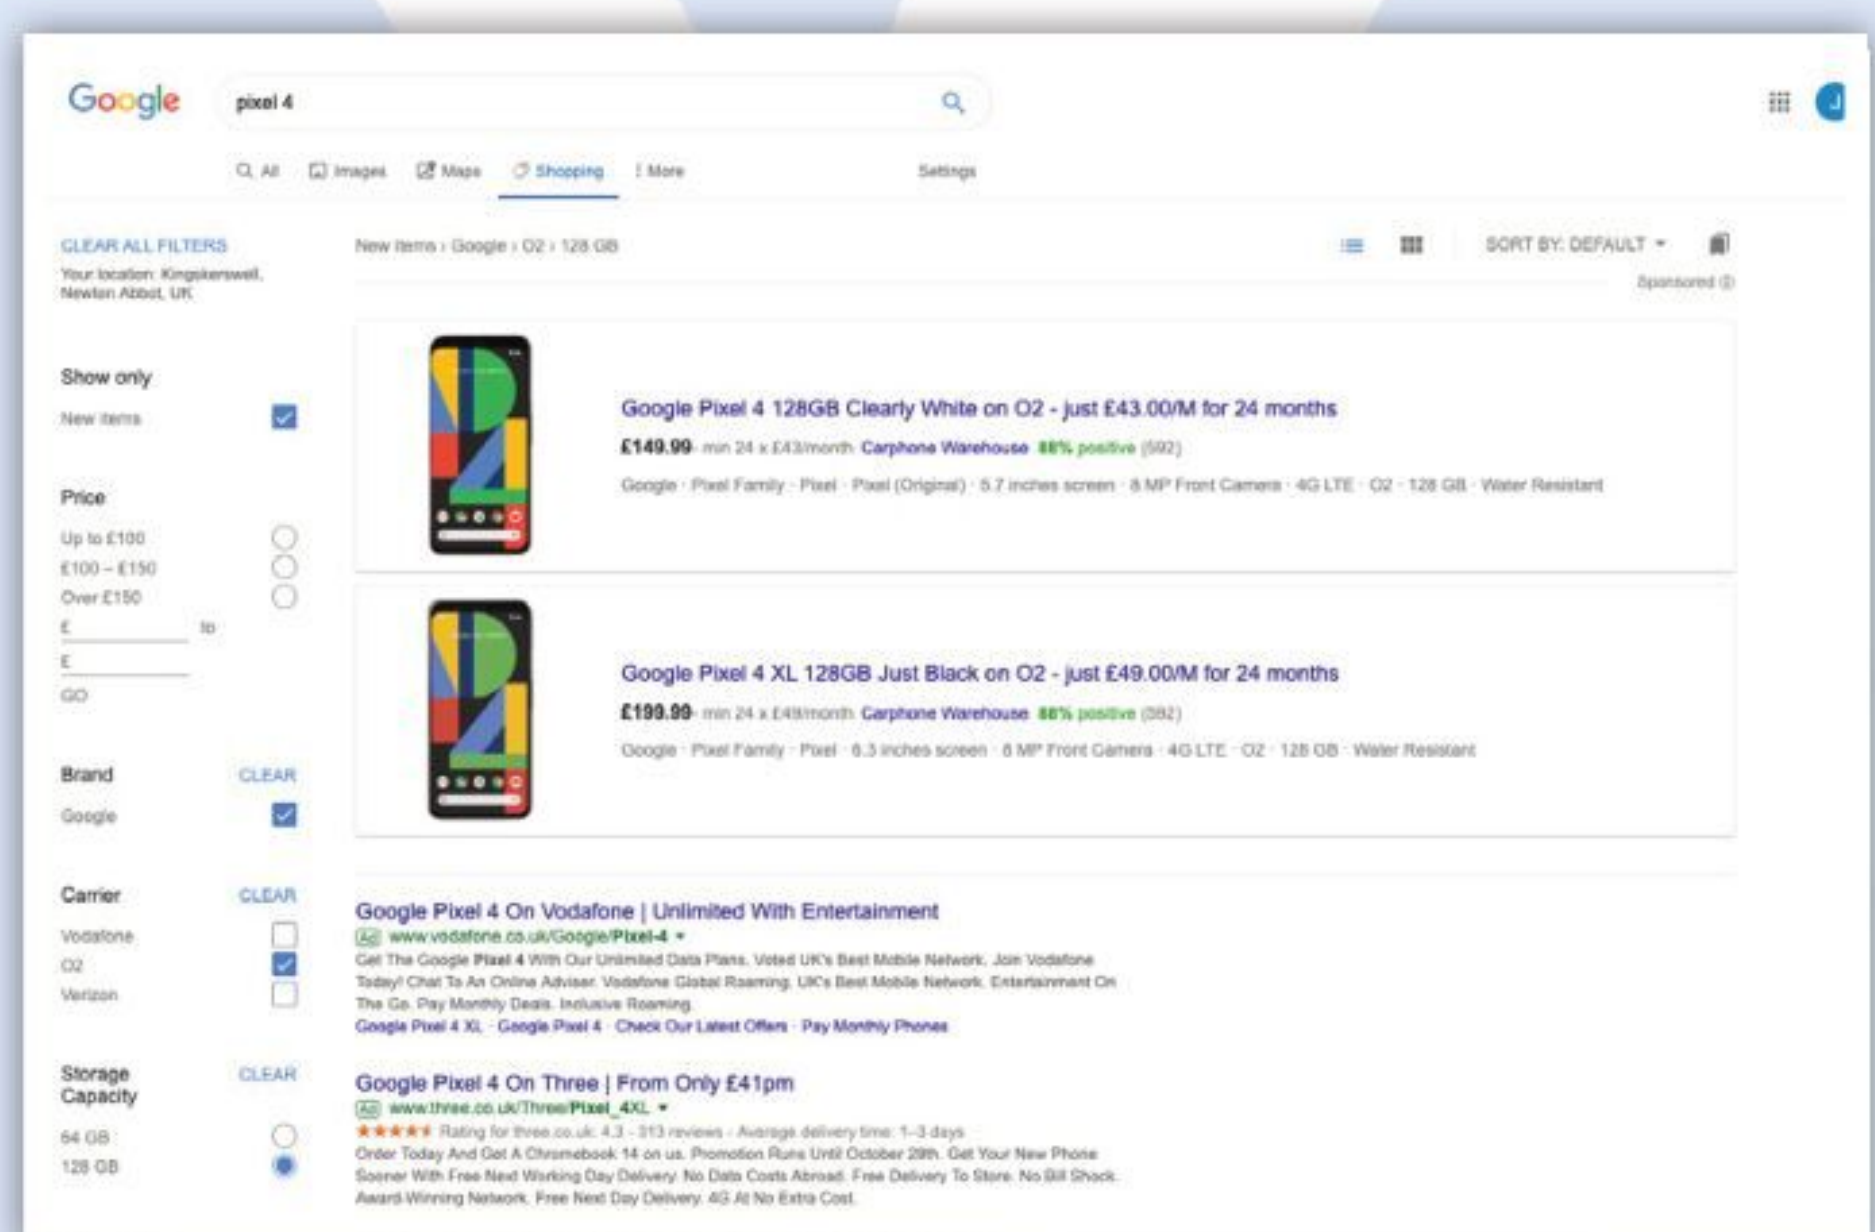 Google
pixel 4
J
All Images Maps Shopping More Settings
CLEAR ALL FILTERS
Your location: Kingskerswell,
Newton Abbot, UK
New items › Google › O2 › 128 GB
SORT BY: DEFAULT
Sponsored
Show only
New items
Price
Up to £100
£100 – £150
Over £150
£ to
£
GO
Brand CLEAR
Google
Carrier CLEAR
Vodafone
O2
Verizon
Storage CLEAR
Capacity
64 GB
128 GB
Google Pixel 4 128GB Clearly White on O2 - just £43.00/M for 24 months
£149.99 · min 24 x £43/month · Carphone Warehouse 88% positive (592)
Google · Pixel Family · Pixel · Pixel (Original) · 5.7 inches screen · 8 MP Front Camera · 4G LTE · O2 · 128 GB · Water Resistant
Google Pixel 4 XL 128GB Just Black on O2 - just £49.00/M for 24 months
£199.99 · min 24 x £49/month · Carphone Warehouse 88% positive (592)
Google · Pixel Family · Pixel · 6.3 inches screen · 8 MP Front Camera · 4G LTE · O2 · 128 GB · Water Resistant
Google Pixel 4 On Vodafone | Unlimited With Entertainment
Ad www.vodafone.co.uk/Google/Pixel-4
Get The Google Pixel 4 With Our Unlimited Data Plans. Voted UK's Best Mobile Network. Join Vodafone
Today! Chat To An Online Adviser. Vodafone Global Roaming. UK's Best Mobile Network. Entertainment On
The Go. Pay Monthly Deals. Inclusive Roaming.
Google Pixel 4 XL · Google Pixel 4 · Check Our Latest Offers · Pay Monthly Phones
Google Pixel 4 On Three | From Only £41pm
Ad www.three.co.uk/Three/Pixel_4XL
Rating for three.co.uk: 4.3 - 313 reviews - Average delivery time: 1–3 days
Order Today And Get A Chromebook 14 on us. Promotion Runs Until October 29th. Get Your New Phone
Sooner With Free Next Working Day Delivery. No Data Costs Abroad. Free Delivery To Store. No Bill Shock.
Award-Winning Network. Free Next Day Delivery. 4G At No Extra Cost.